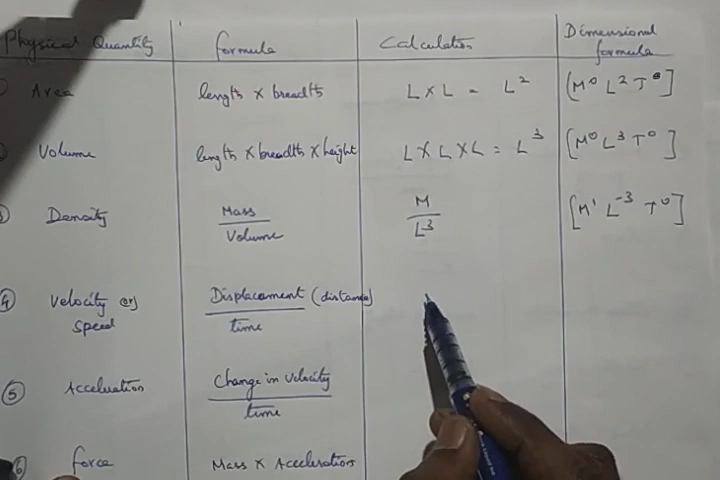 Physical Quantity formula Calculation Dimensional formula
Area length x breadth L x L = L² [M⁰ L² T⁰]
Volume length x breadth x height L x L x L = L³ [M⁰ L³ T⁰]
③ Density Mass / Volume M / L³ [M¹ L⁻³ T⁰]
④ Velocity (or) speed Displacement (distance) / time
⑤ Acceleration Change in velocity / time
⑥ force Mass x Acceleration